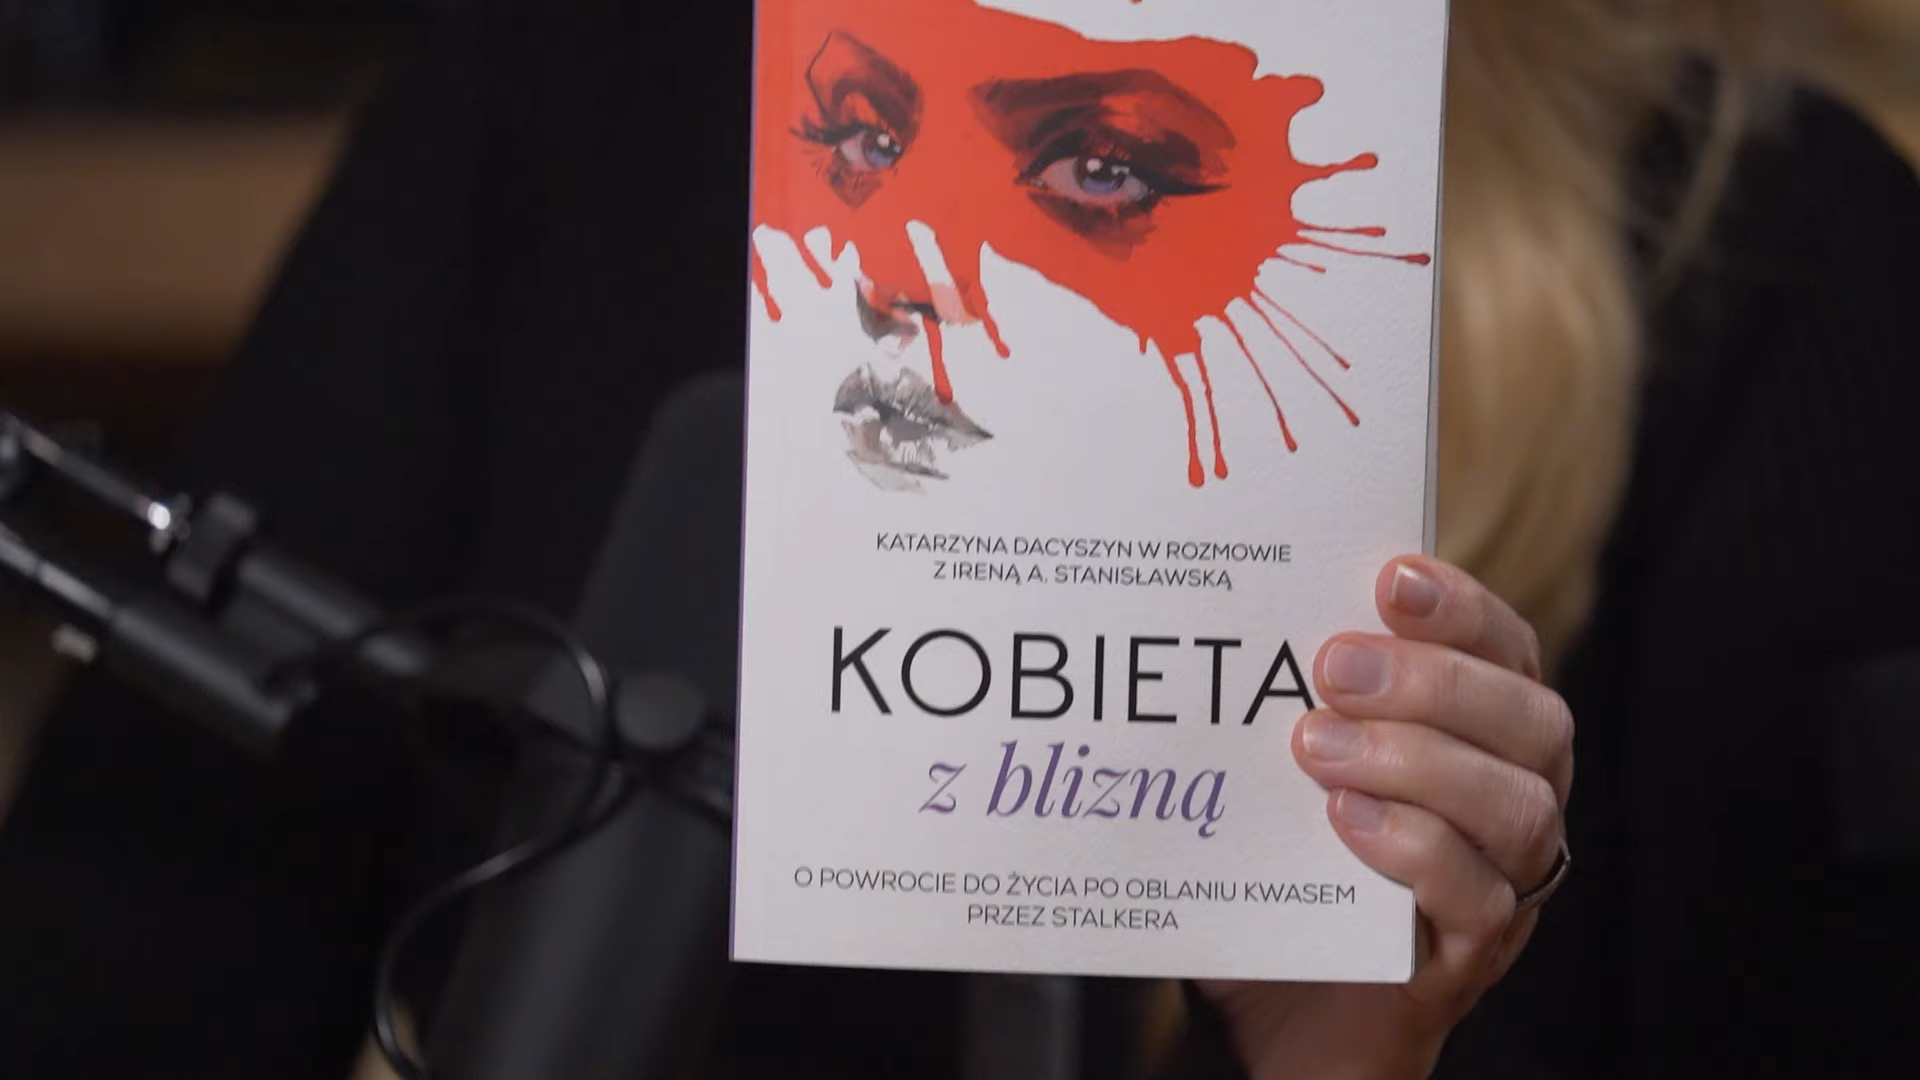 KATARZYNA DACYSZYN W ROZMOWIE
Z IRENĄ A. STANISŁAWSKĄ
KOBIETA
z blizną
O POWROCIE DO ŻYCIA PO OBLANIU KWASEM
PRZEZ STALKERA